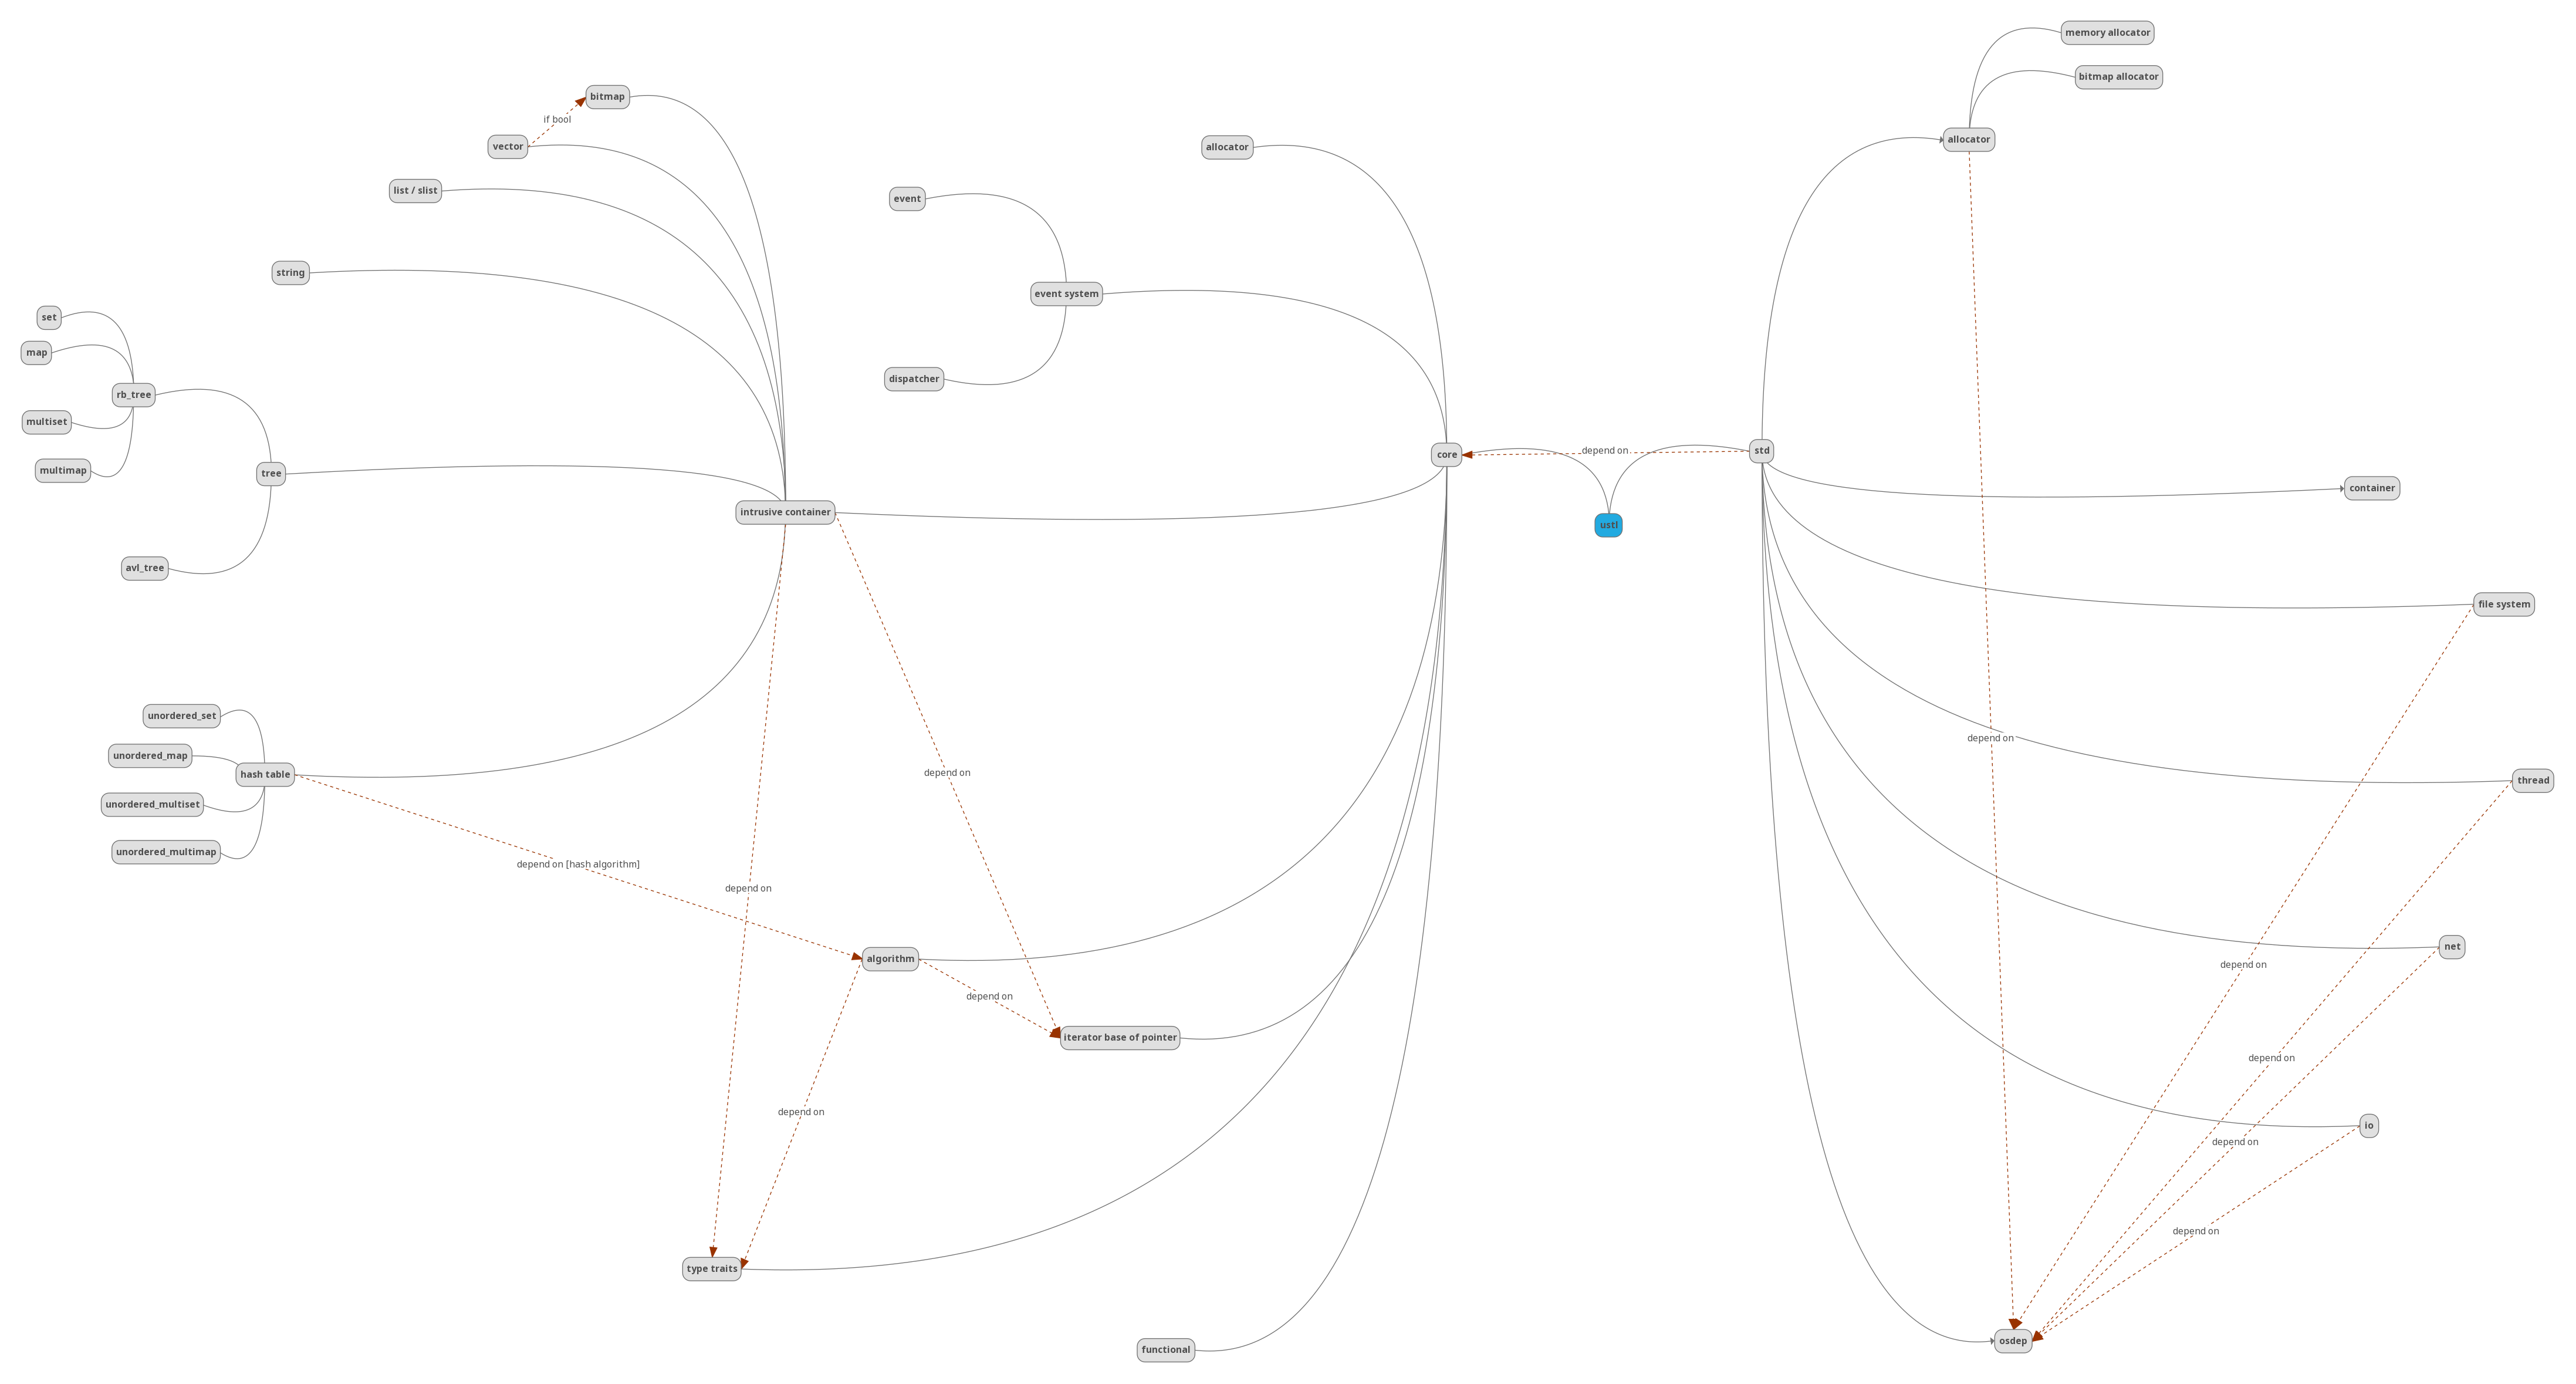 memory allocator
bitmap allocator
bitmap
if bool
vector
allocator
allocator
list / slist
event
string
event system
set
map
dispatcher
rb_tree
multiset
multimap
tree
core
depend on
std
container
intrusive container
ustl
avl_tree
file system
unordered_set
unordered_map
hash table
unordered_multiset
unordered_multimap
depend on
depend on
thread
depend on [hash algorithm]
depend on
algorithm
net
depend on
depend on
iterator base of pointer
depend on
depend on
io
depend on
depend on
type traits
functional
osdep